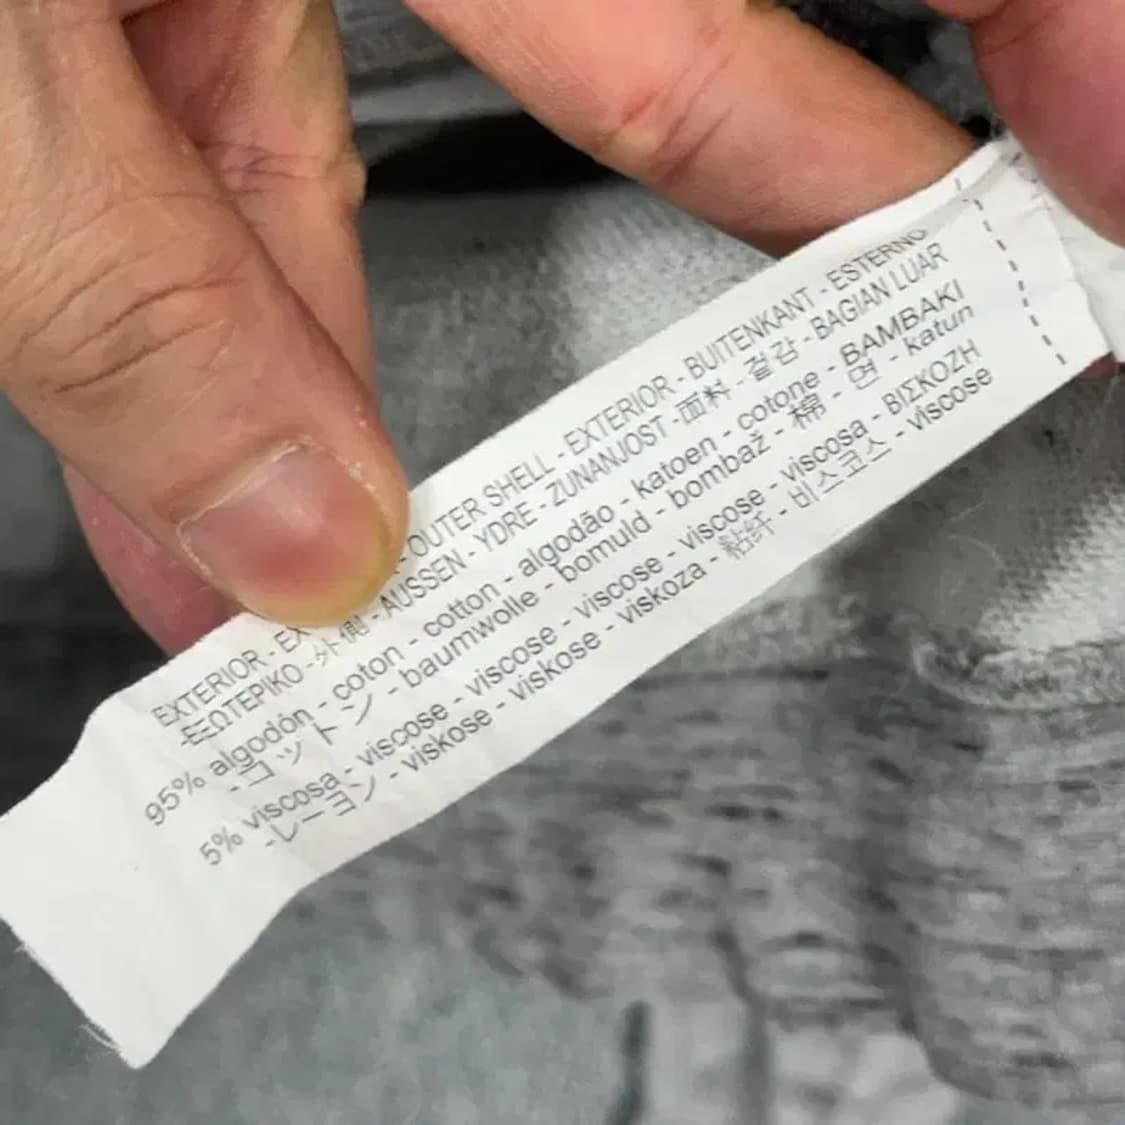 EXTERIOR - EX - OUTER SHELL - EXTERIOR - BUITENKANT - ESTERNO
-ΕΞΩΤΕΡΙΚΟ - 外側 - AUSSEN - YDRE - ZUNANJOST - 面料 - 겉감 - BAGIAN LUAR
95% algodón - coton - cotton - algodão - katoen - cotone - ΒΑΜΒΑΚΙ
- コットン - baumwolle - bomuld - bombaž - 棉 - 면 - katun
5% viscosa - viscose - viscose - viscose - viscose - viscosa - ΒΙΣΚΟΖΗ
- レーヨン - viskose - viskose - viskoza - 粘纤 - 비스코스 - viscose